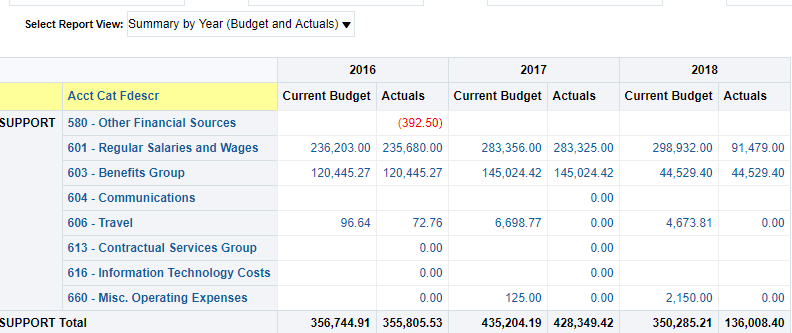 Select Report View: Summary by Year (Budget and Actuals)
2016 2017 2018
Acct Cat Fdescr Current Budget Actuals Current Budget Actuals Current Budget Actuals
SUPPORT 580 - Other Financial Sources (392.50)
601 - Regular Salaries and Wages 236,203.00 235,680.00 283,356.00 283,325.00 298,932.00 91,479.00
603 - Benefits Group 120,445.27 120,445.27 145,024.42 145,024.42 44,529.40 44,529.40
604 - Communications 0.00
606 - Travel 96.64 72.76 6,698.77 0.00 4,673.81 0.00
613 - Contractual Services Group 0.00 0.00
616 - Information Technology Costs 0.00 0.00
660 - Misc. Operating Expenses 0.00 125.00 0.00 2,150.00 0.00
SUPPORT Total 356,744.91 355,805.53 435,204.19 428,349.42 350,285.21 136,008.40